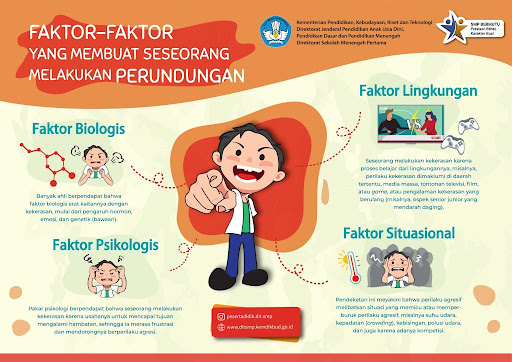 FAKTOR-FAKTOR
YANG MEMBUAT SESEORANG
MELAKUKAN PERUNDUNGAN
Kementerian Pendidikan, Kebudayaan, Riset dan Teknologi
Direktorat Jenderal Pendidikan Anak Usia Dini,
Pendidikan Dasar dan Pendidikan Menengah
Direktorat Sekolah Menengah Pertama
SMP BERMUTU
Prestasi Hebat,
Karakter Kuat
Faktor Biologis
Banyak ahli berpendapat bahwa
faktor biologis erat kaitannya dengan
kekerasan, mulai dari pengaruh hormon,
emosi, dan genetik (bawaan).
Faktor Lingkungan
VS
Seseorang melakukan kekerasan karena
proses belajar dari lingkungannya, misalnya,
perilaku kekerasan dimaklumi di daerah
tertentu, media massa, tontonan televisi, film,
atau game, atau pengalaman kekerasan yang
berulang (misalnya, ospek senior junior yang
mendarah daging).
Faktor Psikologis
Pakar psikologi berpendapat bahwa seseorang melakukan
kekerasan karena usahanya untuk mencapai tujuan
mengalami hambatan, sehingga ia merasa frustrasi
dan mendorongnya berperilaku agresi.
Faktor Situasional
Pendekatan ini meyakini bahwa perilaku agresif
melibatkan situasi yang memicu atau memper-
buruk perilaku agresif, misalnya suhu udara,
kepadatan (crowding), kebisingan, polusi udara,
dan juga karena adanya kompetisi.
pesertadidik.dit.smp
www.ditsmp.kemdikbud.go.id